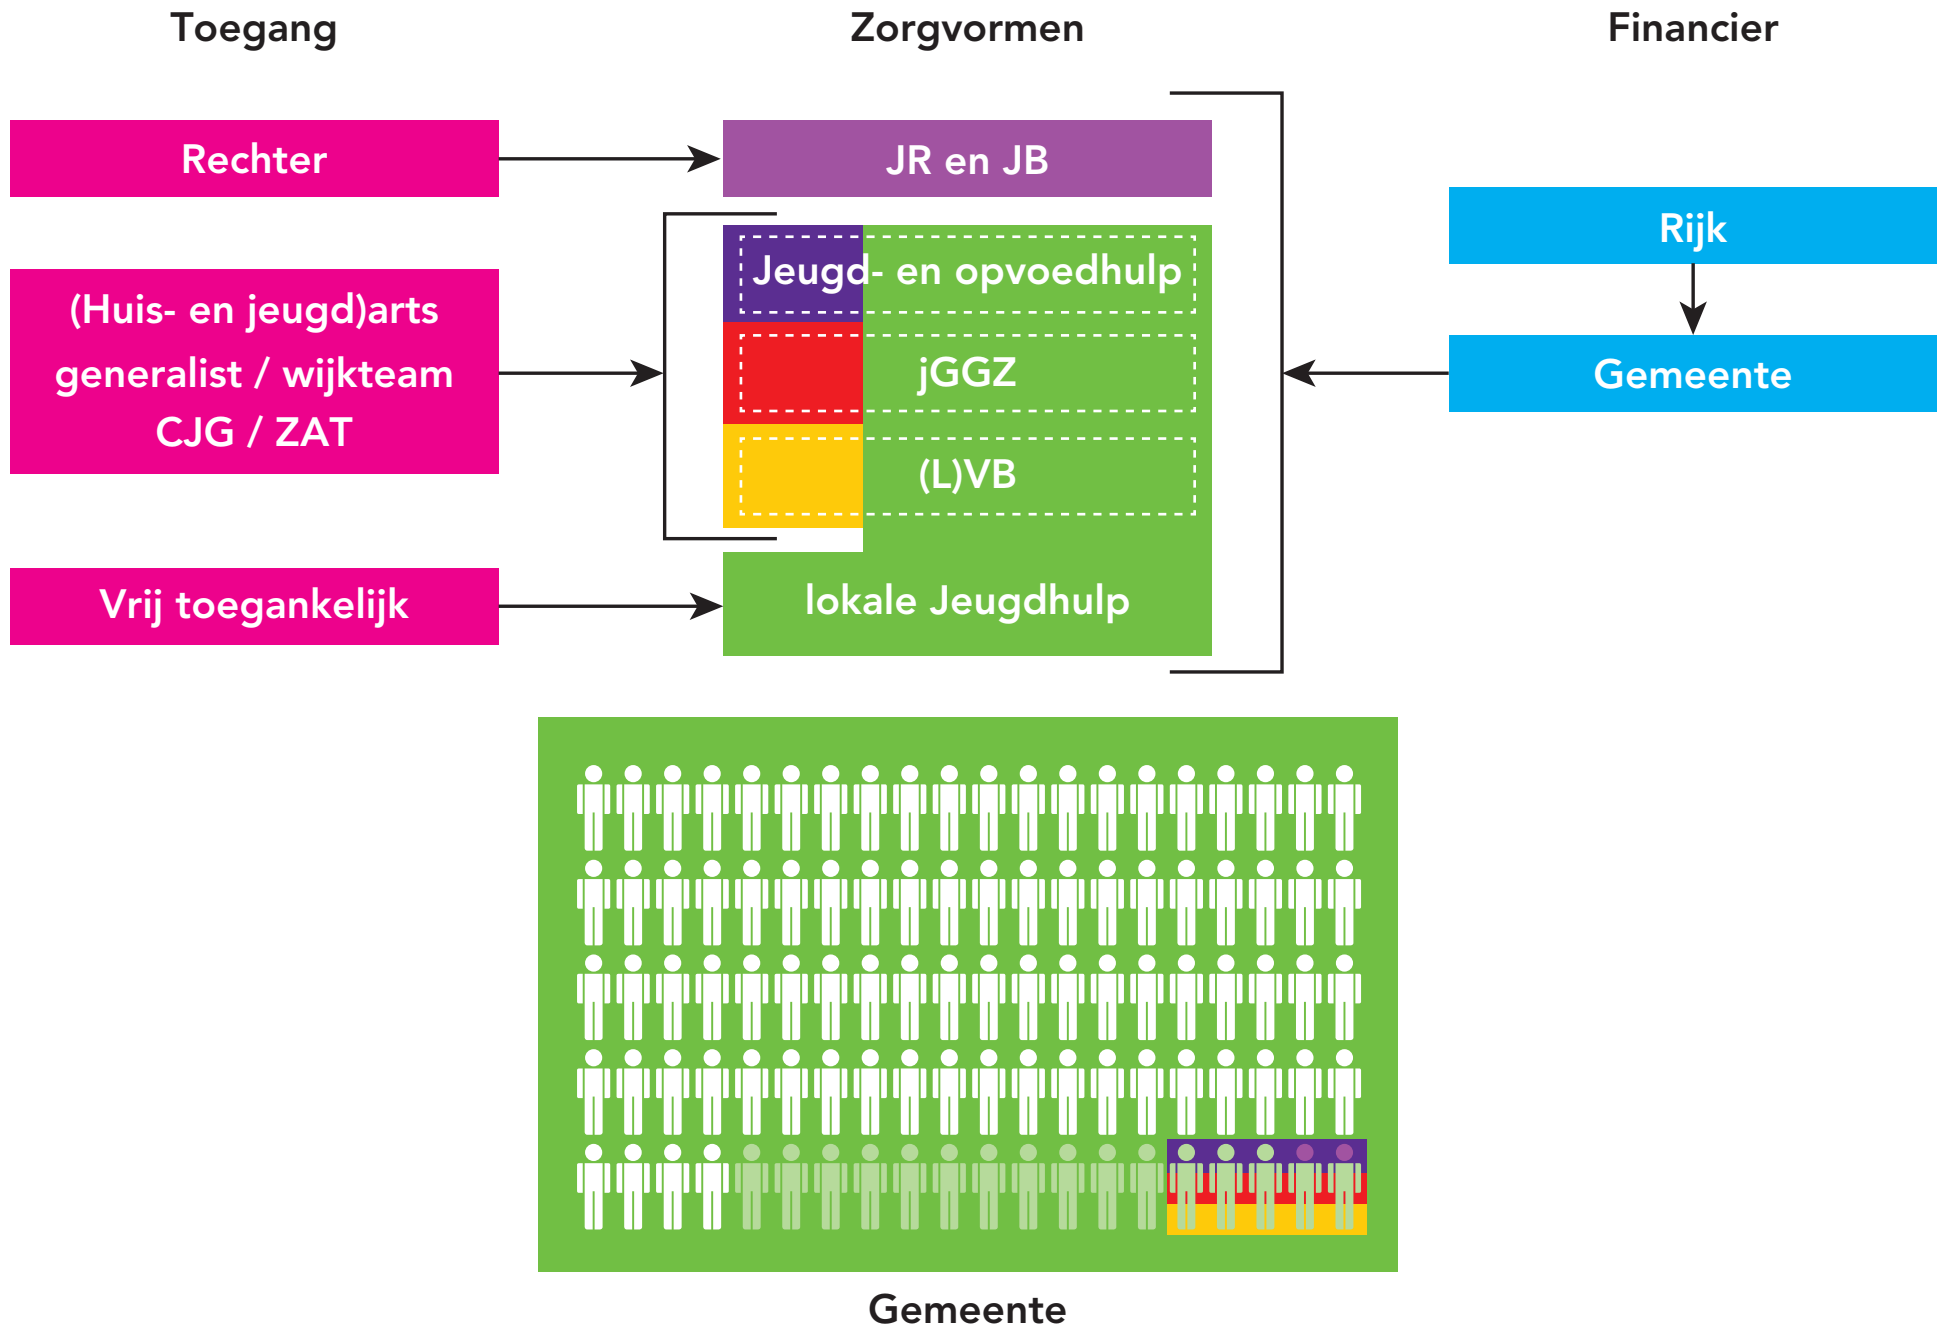 Toegang
Zorgvormen
Financier
Rechter
JR en JB
Rijk
Jeugd- en opvoedhulp
(Huis- en jeugd)arts
generalist / wijkteam
CJG / ZAT
jGGZ
Gemeente
(L)VB
Vrij toegankelijk
lokale Jeugdhulp
Gemeente